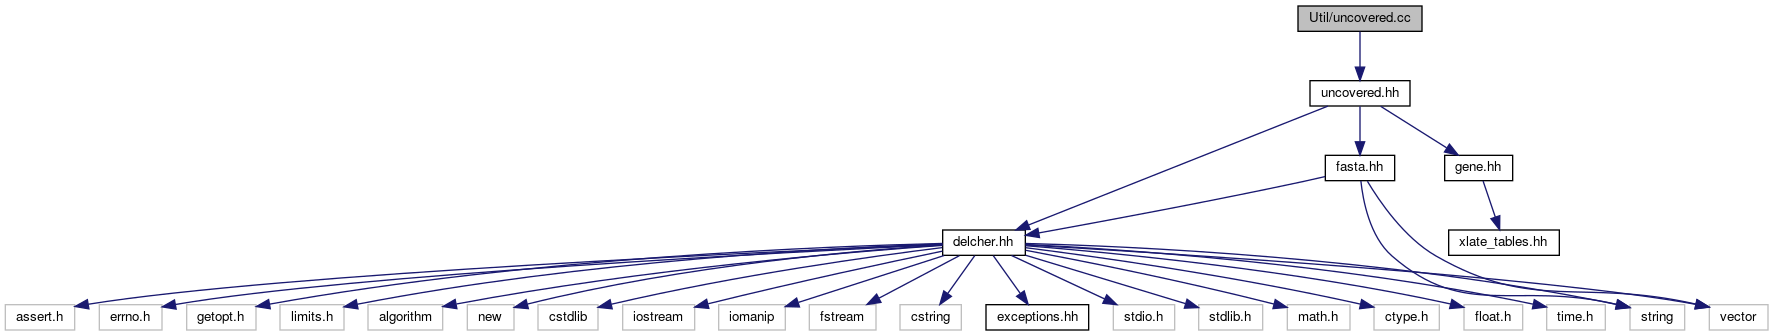 Util/uncovered.cc
uncovered.hh
fasta.hh
gene.hh
delcher.hh
xlate_tables.hh
assert.h
errno.h
getopt.h
limits.h
algorithm
new
cstdlib
iostream
iomanip
fstream
cstring
exceptions.hh
stdio.h
stdlib.h
math.h
ctype.h
float.h
time.h
string
vector